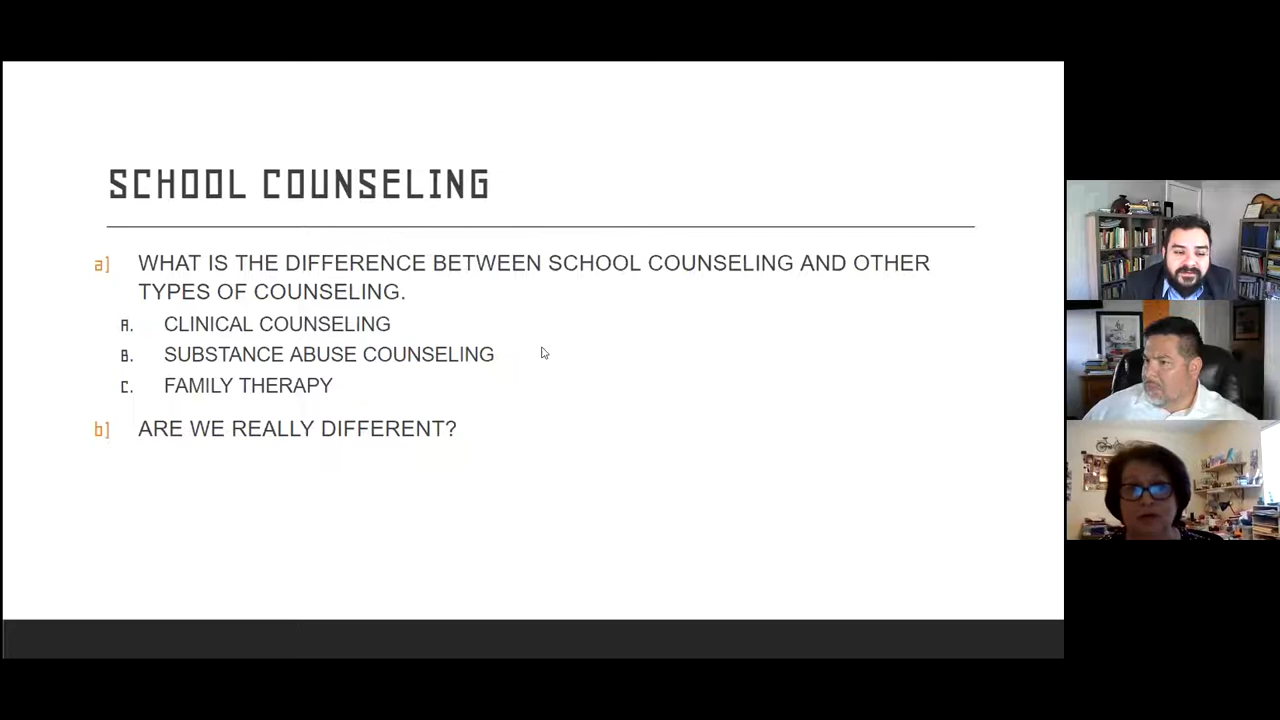 SCHOOL COUNSELING
a) WHAT IS THE DIFFERENCE BETWEEN SCHOOL COUNSELING AND OTHER
TYPES OF COUNSELING.
A. CLINICAL COUNSELING
B. SUBSTANCE ABUSE COUNSELING
C. FAMILY THERAPY
b) ARE WE REALLY DIFFERENT?